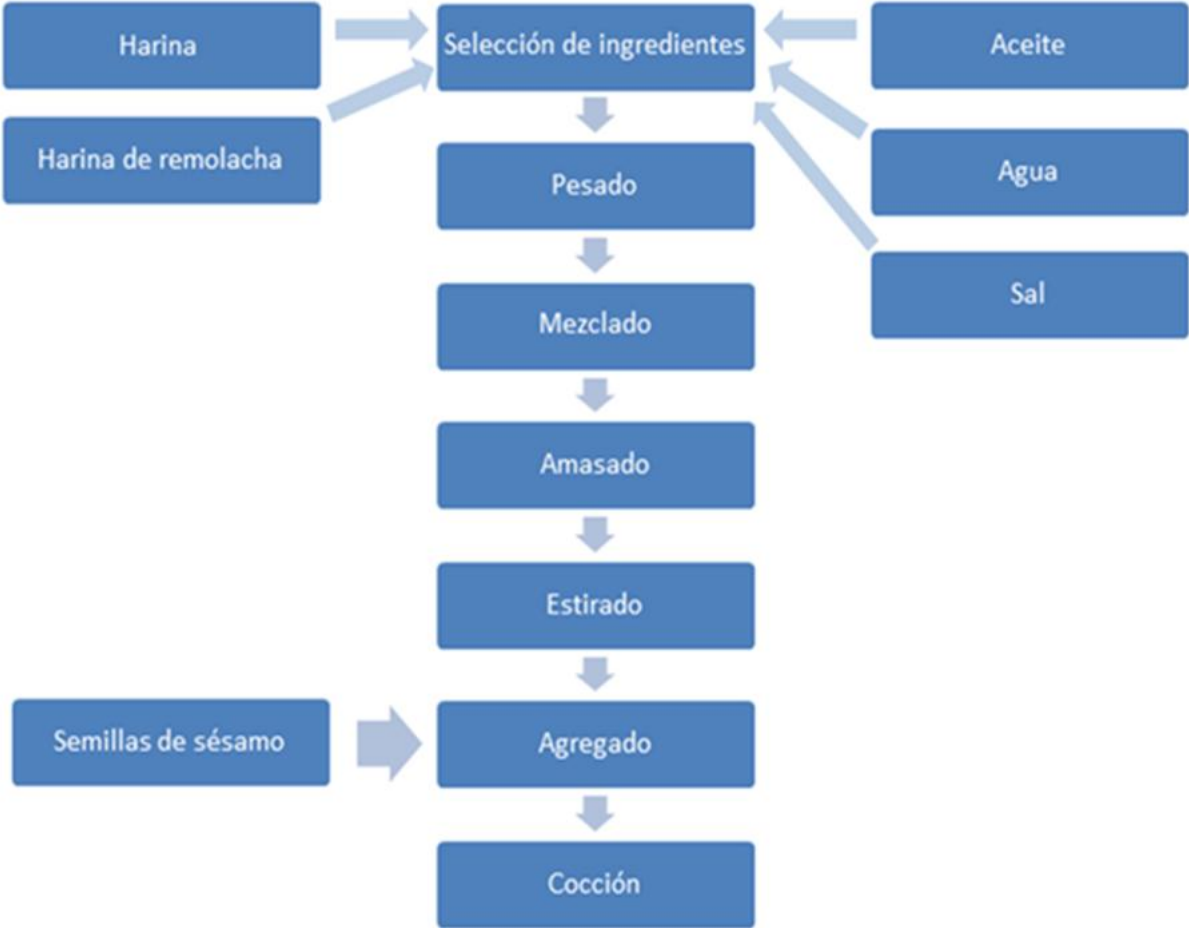 Harina
Selección de ingredientes
Aceite
Harina de remolacha
Agua
Pesado
Sal
Mezclado
Amasado
Estirado
Semillas de sésamo
Agregado
Cocción